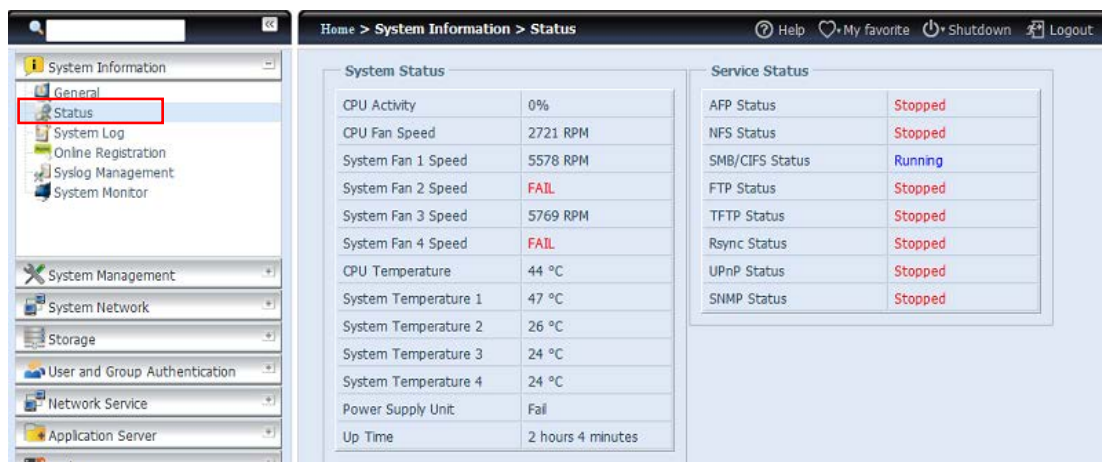 Home > System Information > Status
Help My favorite Shutdown Logout
System Information
General
Status
System Log
Online Registration
Syslog Management
System Monitor
System Management
System Network
Storage
User and Group Authentication
Network Service
Application Server
System Status
CPU Activity 0%
CPU Fan Speed 2721 RPM
System Fan 1 Speed 5578 RPM
System Fan 2 Speed FAIL
System Fan 3 Speed 5769 RPM
System Fan 4 Speed FAIL
CPU Temperature 44 °C
System Temperature 1 47 °C
System Temperature 2 26 °C
System Temperature 3 24 °C
System Temperature 4 24 °C
Power Supply Unit Fail
Up Time 2 hours 4 minutes
Service Status
AFP Status Stopped
NFS Status Stopped
SMB/CIFS Status Running
FTP Status Stopped
TFTP Status Stopped
Rsync Status Stopped
UPnP Status Stopped
SNMP Status Stopped